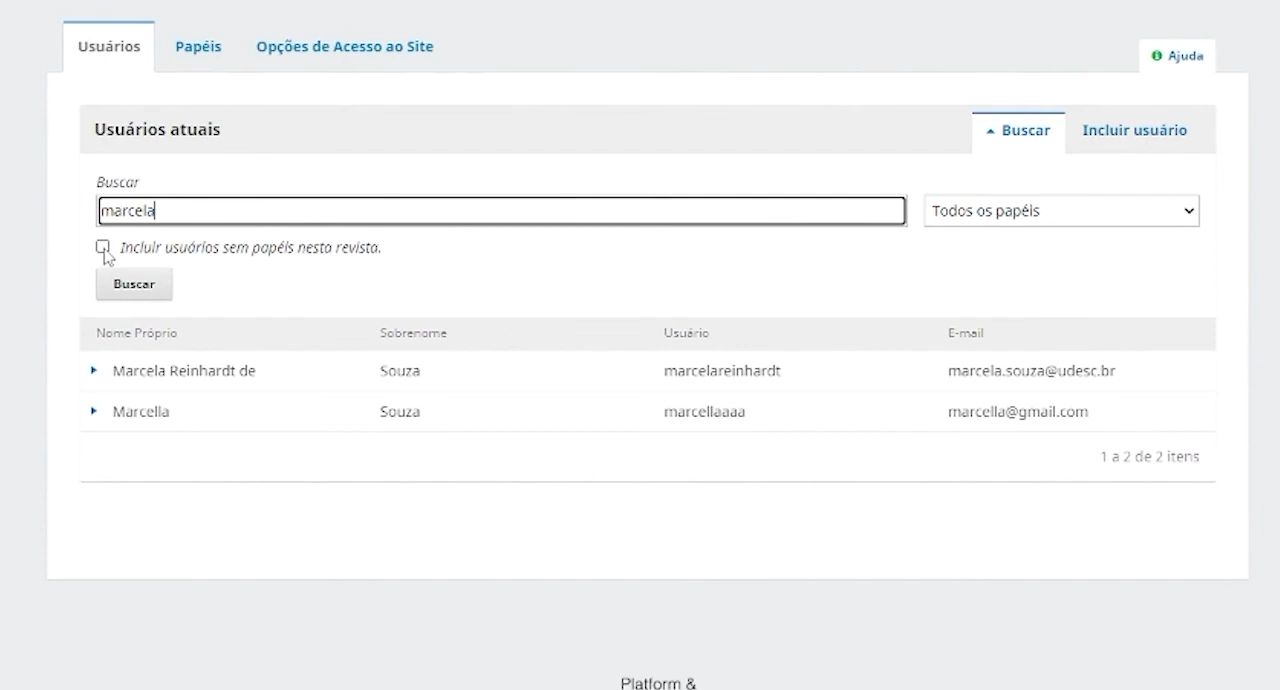 Usuários Papéis Opções de Acesso ao Site
Ajuda
Usuários atuais Buscar Incluir usuário
Buscar
marcela Todos os papéis
Incluir usuários sem papéis nesta revista.
Buscar
Nome Próprio Sobrenome Usuário E-mail
Marcela Reinhardt de Souza marcelareinhardt marcela.souza@udesc.br
Marcella Souza marcellaaaa marcella@gmail.com
1 a 2 de 2 itens
Platform &